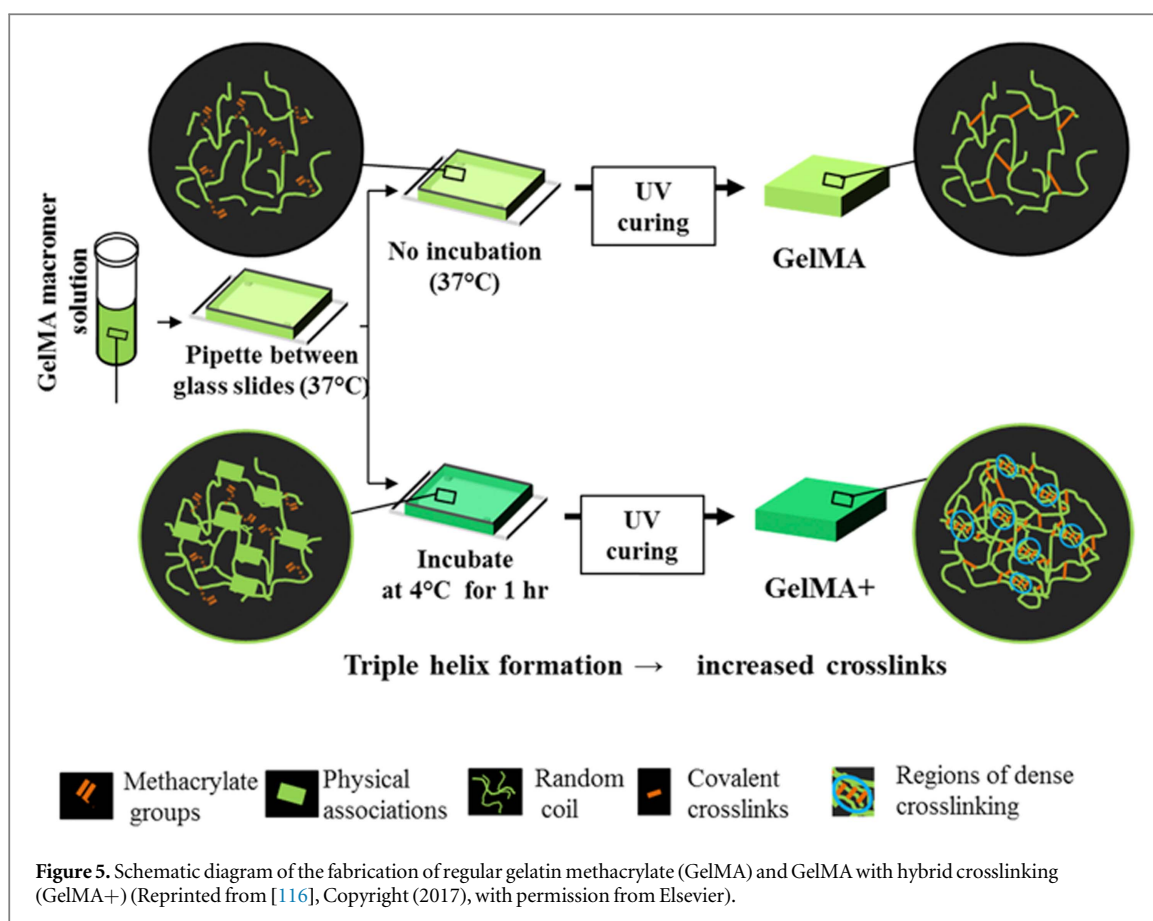 GelMA macromer
solution
Pipette between
glass slides (37°C)
No incubation
(37°C)
UV
curing
GelMA
Incubate
at 4°C for 1 hr
UV
curing
GelMA+
Triple helix formation → increased crosslinks
Methacrylate
groups
Physical
associations
Random
coil
Covalent
crosslinks
Regions of dense
crosslinking
Figure 5. Schematic diagram of the fabrication of regular gelatin methacrylate (GelMA) and GelMA with hybrid crosslinking
(GelMA+) (Reprinted from [116], Copyright (2017), with permission from Elsevier).